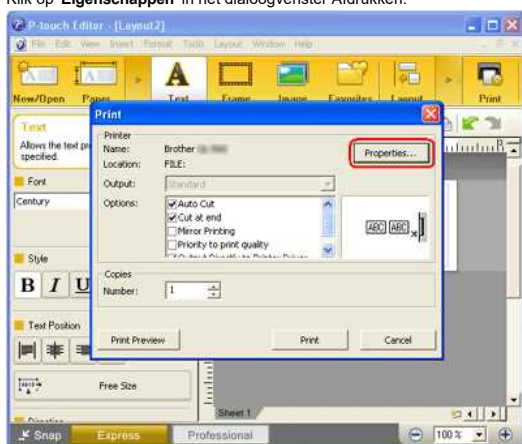 Klik op 'Eigenschappen' in het dialoogvenster Afdrukken.
P-touch Editor - [Layout2]
File Edit View Insert Format Tools Layout Window Help
New/Open Paper Text Frame Image Favorites Layout Print
Text
Allows the text
specified.
Font
Century
Style
B I U
Text Position
Free Size
Print
Printer
Name: Brother
Location: FILE:
Properties...
Output: Standard
Options: Auto Cut
Cut at end
Mirror Printing
Priority to print quality
ABC ABC
Copies
Number: 1
Print Preview Print Cancel
Sheet 1
Snap Express Professional 100 %